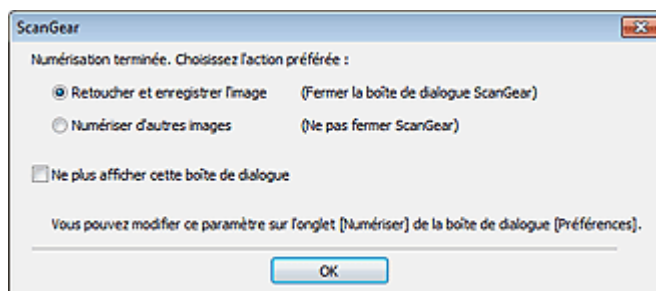 ScanGear
Numérisation terminée. Choisissez l'action préférée :
Retoucher et enregistrer l'image (Fermer la boîte de dialogue ScanGear)
Numériser d'autres images (Ne pas fermer ScanGear)
Ne plus afficher cette boîte de dialogue
Vous pouvez modifier ce paramètre sur l'onglet [Numériser] de la boîte de dialogue [Préférences].
OK